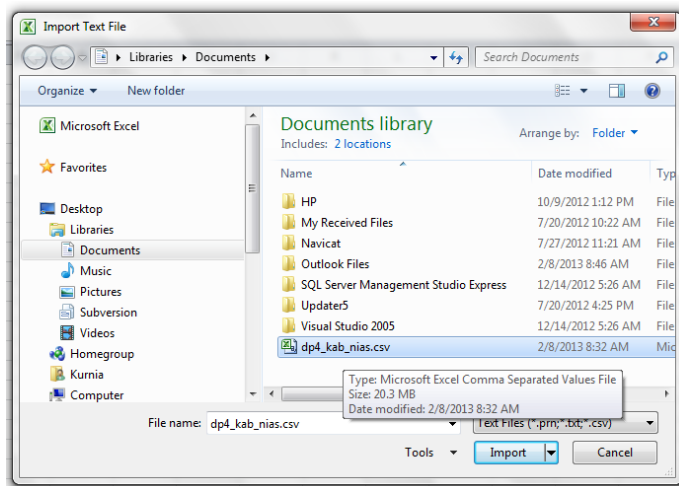 Import Text File
Libraries Documents
Search Documents
Organize New folder
Microsoft Excel
Favorites
Desktop
Libraries
Documents
Music
Pictures
Subversion
Videos
Homegroup
Kurnia
Computer
Documents library
Includes: 2 locations
Arrange by: Folder
Name Date modified Typ
HP 10/9/2012 1:12 PM File
My Received Files 7/20/2012 10:22 AM File
Navicat 7/27/2012 11:21 AM File
Outlook Files 2/8/2013 8:46 AM File
SQL Server Management Studio Express 12/14/2012 5:26 AM File
Updater5 7/20/2012 4:25 PM File
Visual Studio 2005 12/14/2012 5:26 AM File
dp4_kab_nias.csv 2/8/2013 8:32 AM Mic
Type: Microsoft Excel Comma Separated Values File
Size: 20.3 MB
Date modified: 2/8/2013 8:32 AM
File name: dp4_kab_nias.csv Text Files (*.prn;*.txt;*.csv)
Tools Import Cancel